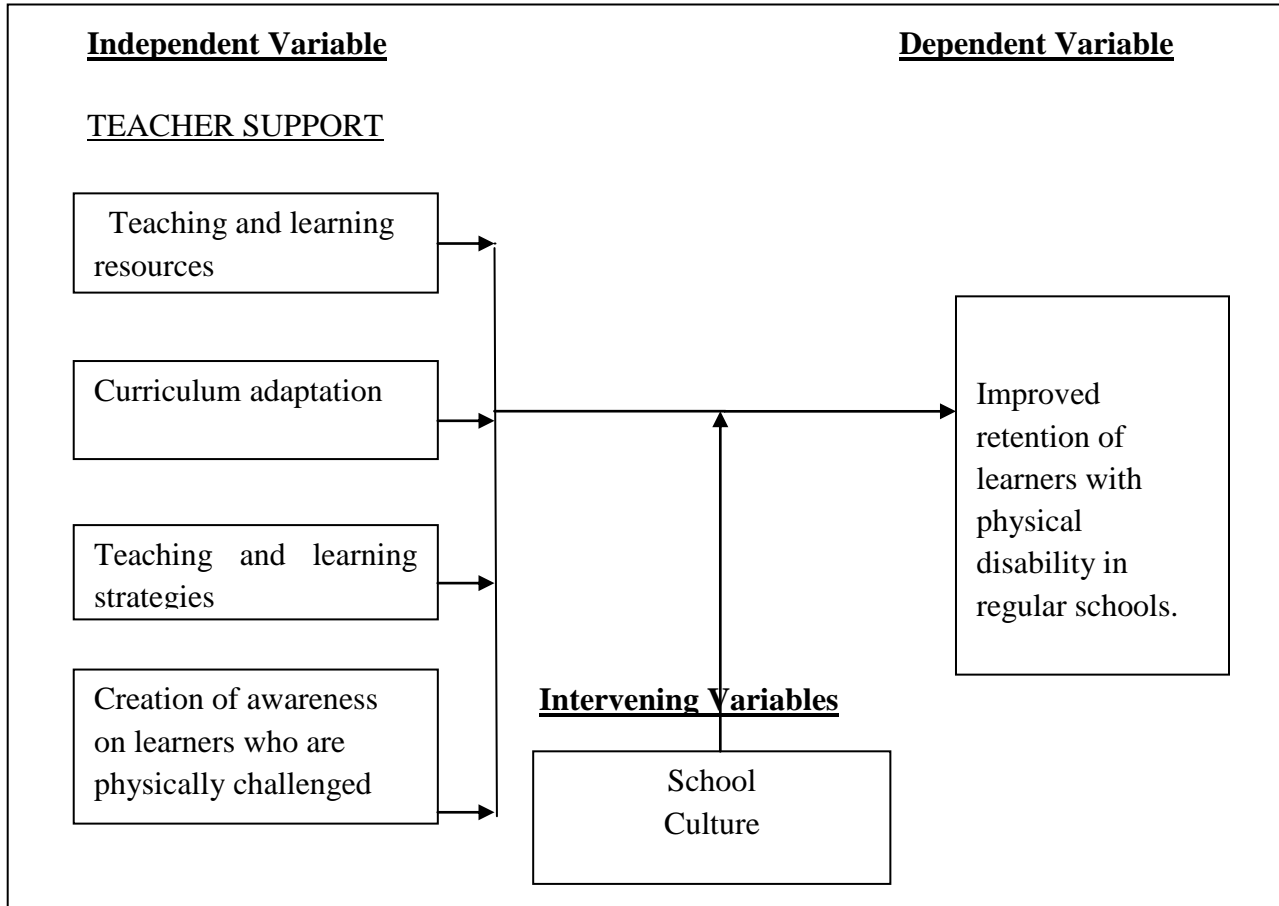 Independent Variable
Dependent Variable
TEACHER SUPPORT
Teaching and learning
resources
Curriculum adaptation
Teaching and learning
strategies
Creation of awareness
on learners who are
physically challenged
Intervening Variables
School
Culture
Improved
retention of
learners with
physical
disability in
regular schools.